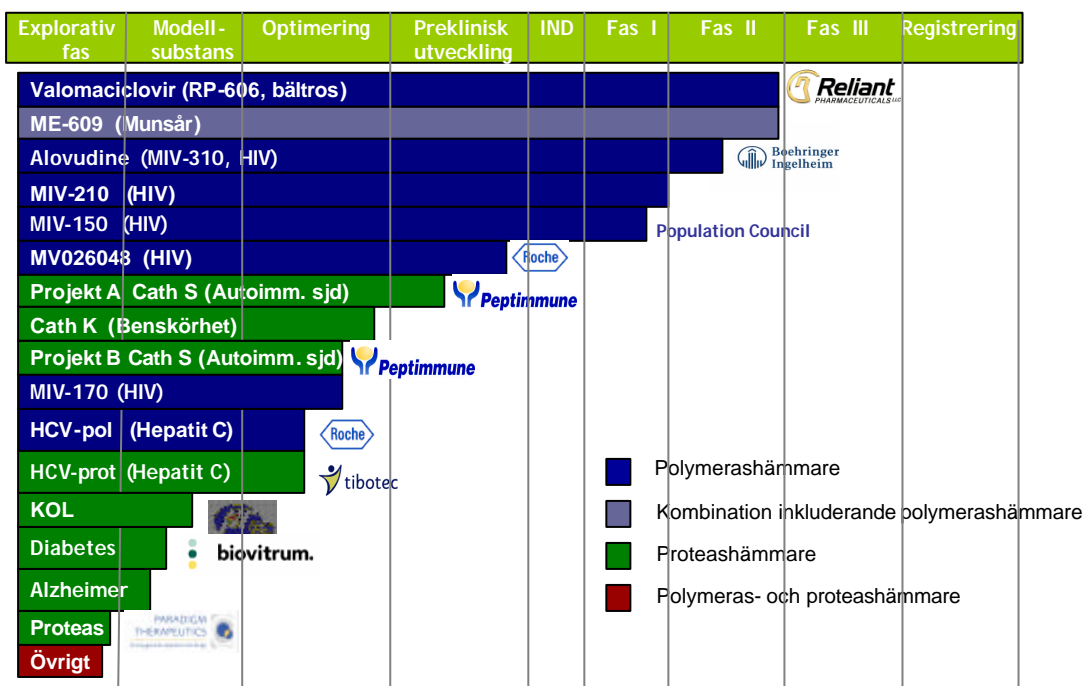 Explorativ fas
Modell-substans
Optimering
Preklinisk utveckling
IND
Fas I
Fas II
Fas III
Registrering
Valomaciclovir (RP-606, bältros)
Reliant
PHARMACEUTICALS LLC
ME-609 (Munsår)
Alovudine (MIV-310, HIV)
Boehringer
Ingelheim
MIV-210 (HIV)
MIV-150 (HIV)
Population Council
MV026048 (HIV)
Roche
Projekt A Cath S (Autoimm. sjd)
Peptimmune
Cath K (Benskörhet)
Projekt B Cath S (Autoimm. sjd)
Peptimmune
MIV-170 (HIV)
HCV-pol (Hepatit C)
Roche
HCV-prot (Hepatit C)
tibotec
KOL
Diabetes
biovitrum.
Alzheimer
Proteas
PARADIGM
THERAPEUTICS
Övrigt
Polymerashämmare
Kombination inkluderande polymerashämmare
Proteashämmare
Polymeras- och proteashämmare